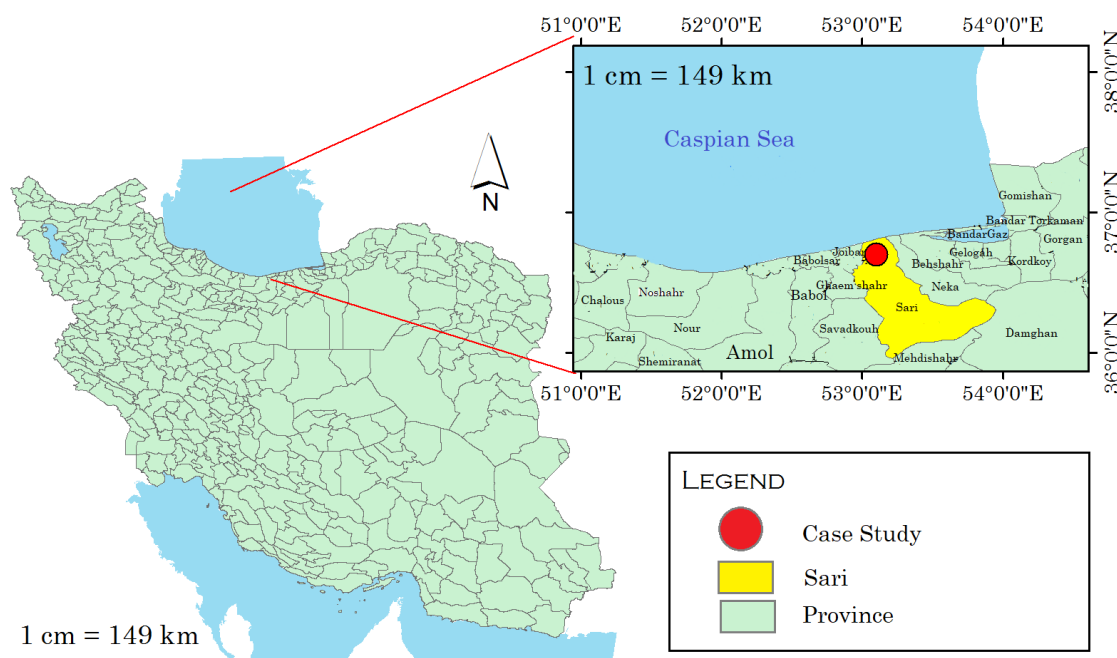 51°0'0"E
52°0'0"E
53°0'0"E
54°0'0"E
1 cm = 149 km
38°0'0"N
Caspian Sea
Gomishan
37°0'0"N
Bandar Torkaman
BandarGaz
Gorgan
Joibar
Babolsar
Gelogah
Behshahr
Kordkoy
Ghaem'shahr
Neka
Chalous
Noshahr
Babol
Sari
Nour
Savadkouh
Damghan
Karaj
Amol
Shemiranat
Mehdishahr
36°0'0"N
51°0'0"E
52°0'0"E
53°0'0"E
54°0'0"E
N
LEGEND
Case Study
Sari
Province
1 cm = 149 km